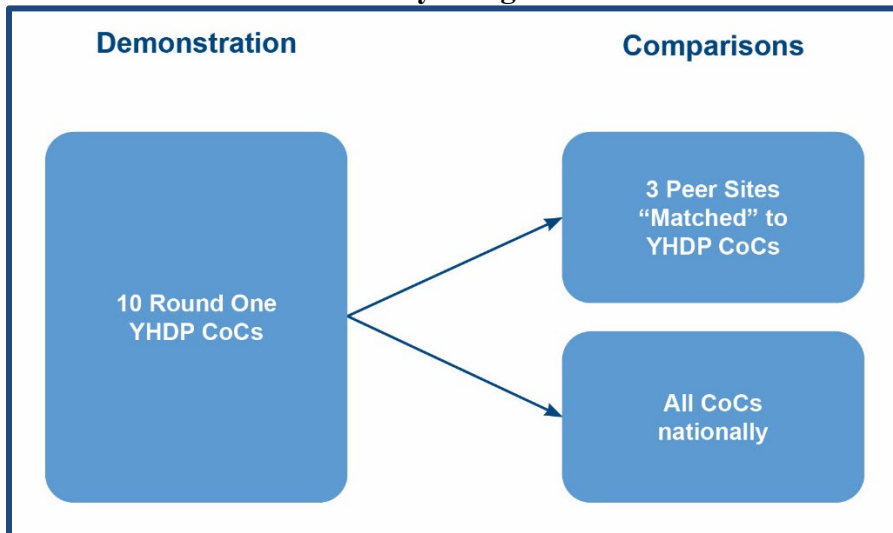 Demonstration
Comparisons
10 Round One
YHDP CoCs
3 Peer Sites
“Matched” to
YHDP CoCs
All CoCs
nationally